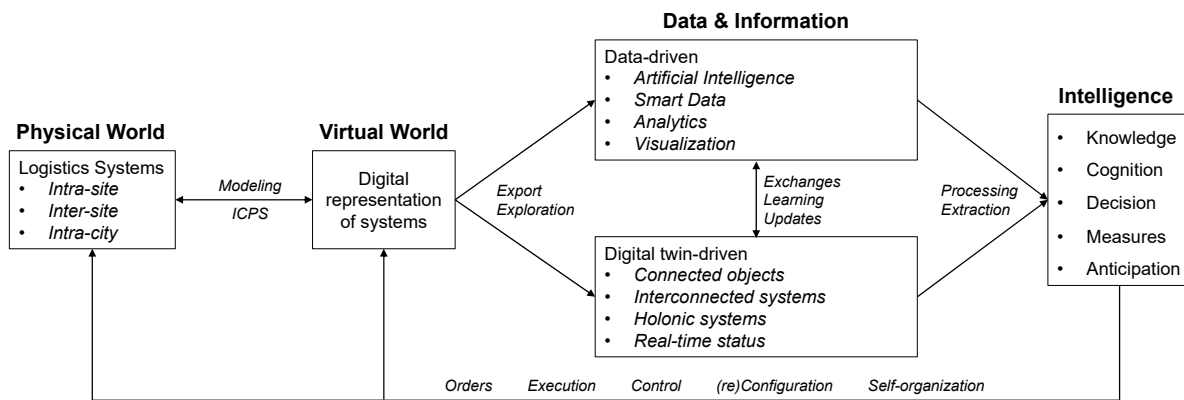 Data & Information
Data-driven
• Artificial Intelligence
• Smart Data
• Analytics
• Visualization
Intelligence
• Knowledge
• Cognition
• Decision
• Measures
• Anticipation
Physical World
Logistics Systems
• Intra-site
• Inter-site
• Intra-city
Modeling
ICPS
Virtual World
Digital
representation
of systems
Export
Exploration
Exchanges
Learning
Updates
Processing
Extraction
Digital twin-driven
• Connected objects
• Interconnected systems
• Holonic systems
• Real-time status
Orders Execution Control (re)Configuration Self-organization